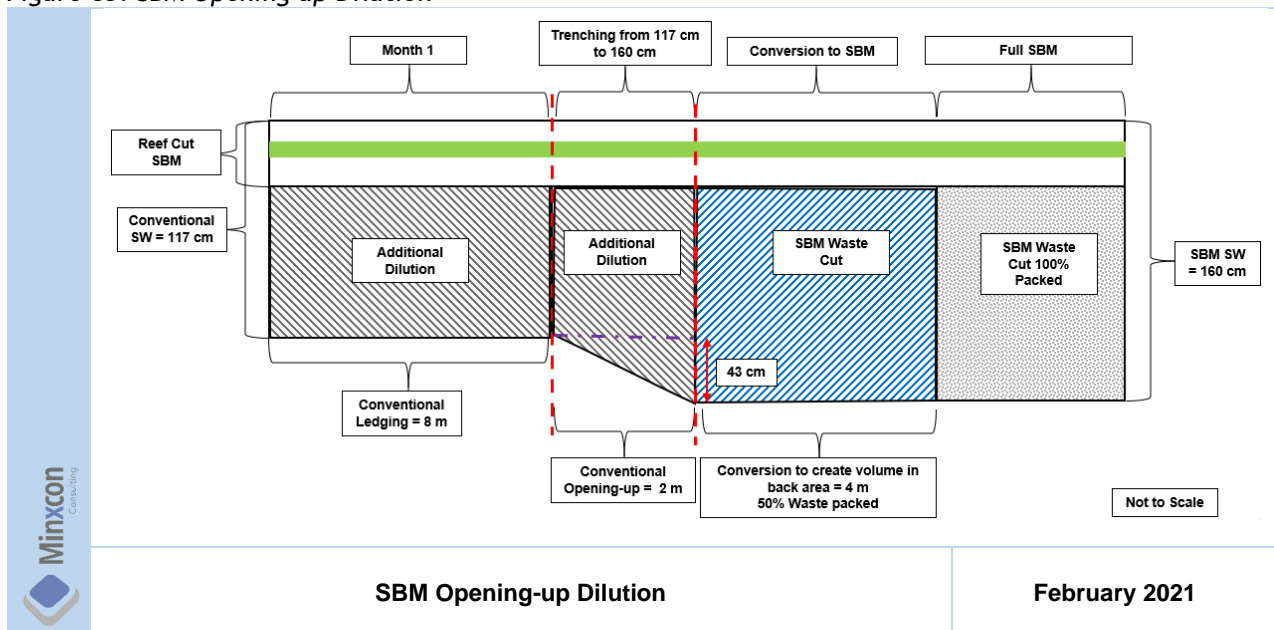 Month 1
Trenching from 117 cm
to 160 cm
Conversion to SBM
Full SBM
Reef Cut
SBM
Conventional
SW = 117 cm
Additional
Dilution
Additional
Dilution
SBM Waste
Cut
SBM Waste
Cut 100%
Packed
SBM SW
= 160 cm
43 cm
Conventional
Ledging = 8 m
Conventional
Opening-up = 2 m
Conversion to create volume in
back area = 4 m
50% Waste packed
Not to Scale
Minxcon
Consulting
SBM Opening-up Dilution
February 2021